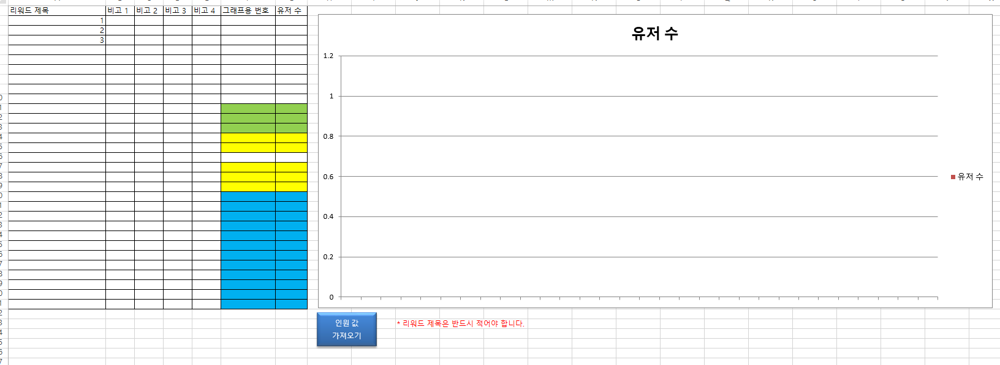 리워드 제목 비고 1 비고 2 비고 3 비고 4 그래프용 번호 유저 수
1
2
3
유저 수
1.2
1
0.8
0.6
0.4
0.2
0
유저 수
인원 값
가져오기
* 리워드 제목은 반드시 적어야 합니다.